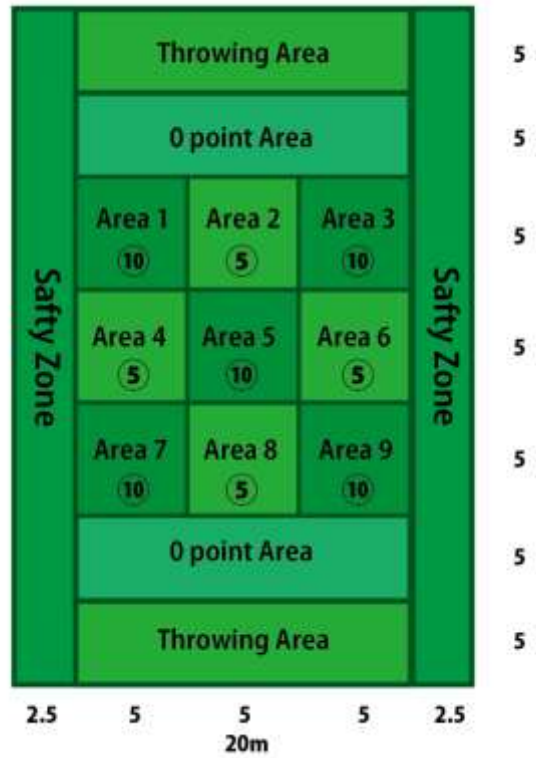 Throwing Area
5
0 point Area
5
Area 1 Area 2 Area 3
10 5 10
5
Safty Zone
Safty Zone
Area 4 Area 5 Area 6
5 10 5
5
Area 7 Area 8 Area 9
10 5 10
5
0 point Area
5
Throwing Area
5
2.5 5 5 5 2.5
20m